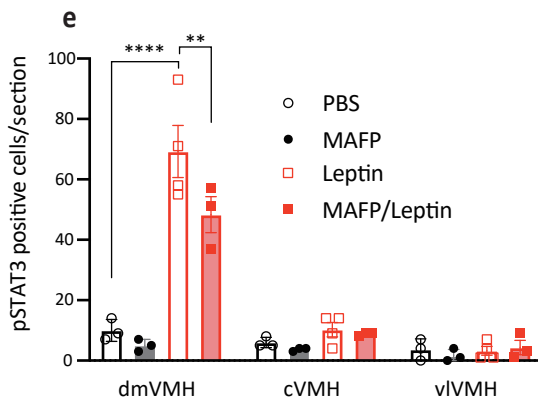 e
pSTAT3 positive cells/section
100
80
60
40
20
0
****
**
PBS
MAFP
Leptin
MAFP/Leptin
dmVMH
cVMH
vlVMH